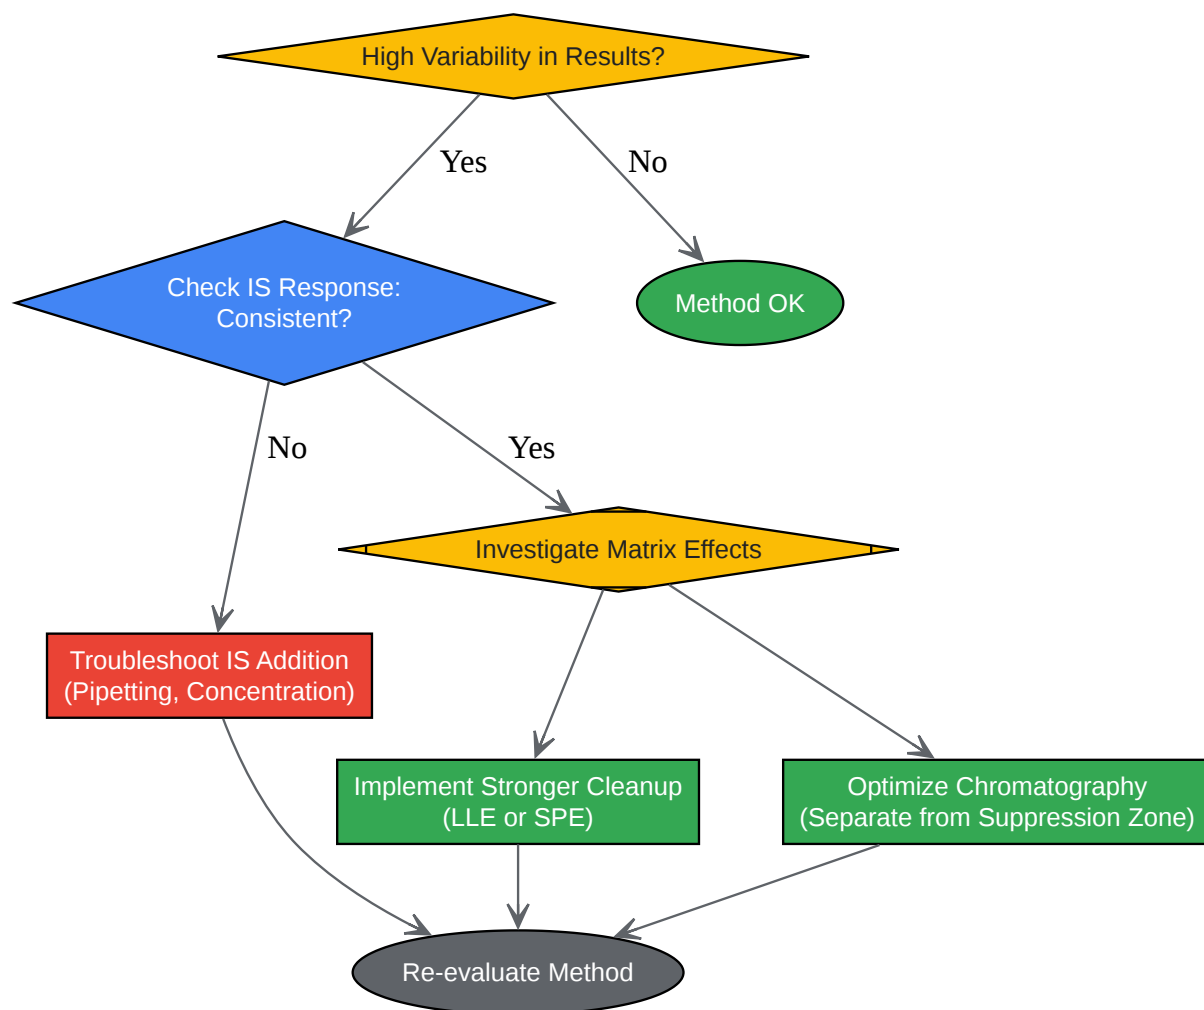 High Variability in Results?
Yes
No
Check IS Response:
Consistent?
Method OK
No
Yes
Investigate Matrix Effects
Troubleshoot IS Addition
(Pipetting, Concentration)
Implement Stronger Cleanup
(LLE or SPE)
Optimize Chromatography
(Separate from Suppression Zone)
Re-evaluate Method